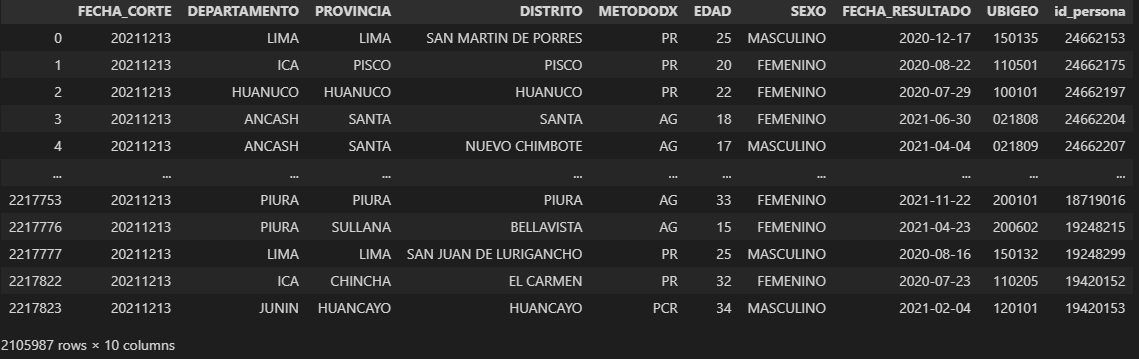 FECHA_CORTE DEPARTAMENTO PROVINCIA DISTRITO METODODX EDAD SEXO FECHA_RESULTADO UBIGEO id_persona
0 20211213 LIMA LIMA SAN MARTIN DE PORRES PR 25 MASCULINO 2020-12-17 150135 24662153
1 20211213 ICA PISCO PISCO PR 20 FEMENINO 2020-08-22 110501 24662175
2 20211213 HUANUCO HUANUCO HUANUCO PR 22 FEMENINO 2020-07-29 100101 24662197
3 20211213 ANCASH SANTA SANTA AG 18 FEMENINO 2021-06-30 021808 24662204
4 20211213 ANCASH SANTA NUEVO CHIMBOTE AG 17 MASCULINO 2021-04-04 021809 24662207
... ... ... ... ... ... ... ... ... ... ...
2217753 20211213 PIURA PIURA PIURA AG 33 FEMENINO 2021-11-22 200101 18719016
2217776 20211213 PIURA SULLANA BELLAVISTA AG 15 FEMENINO 2021-04-23 200602 19248215
2217777 20211213 LIMA LIMA SAN JUAN DE LURIGANCHO PR 25 MASCULINO 2020-08-16 150132 19248299
2217822 20211213 ICA CHINCHA EL CARMEN PR 32 FEMENINO 2020-07-23 110205 19420152
2217823 20211213 JUNIN HUANCAYO HUANCAYO PCR 34 MASCULINO 2021-02-04 120101 19420153
2105987 rows × 10 columns